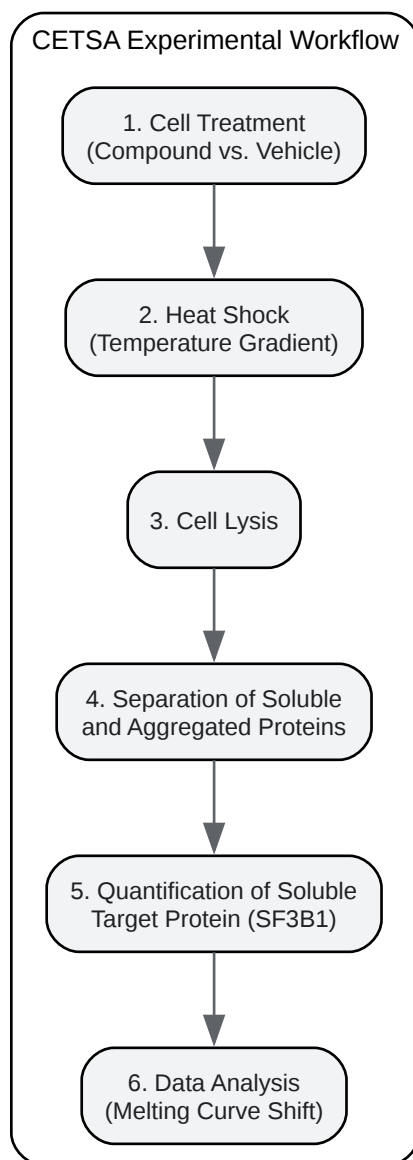 CETSA Experimental Workflow
1. Cell Treatment
(Compound vs. Vehicle)
2. Heat Shock
(Temperature Gradient)
3. Cell Lysis
4. Separation of Soluble
and Aggregated Proteins
5. Quantification of Soluble
Target Protein (SF3B1)
6. Data Analysis
(Melting Curve Shift)